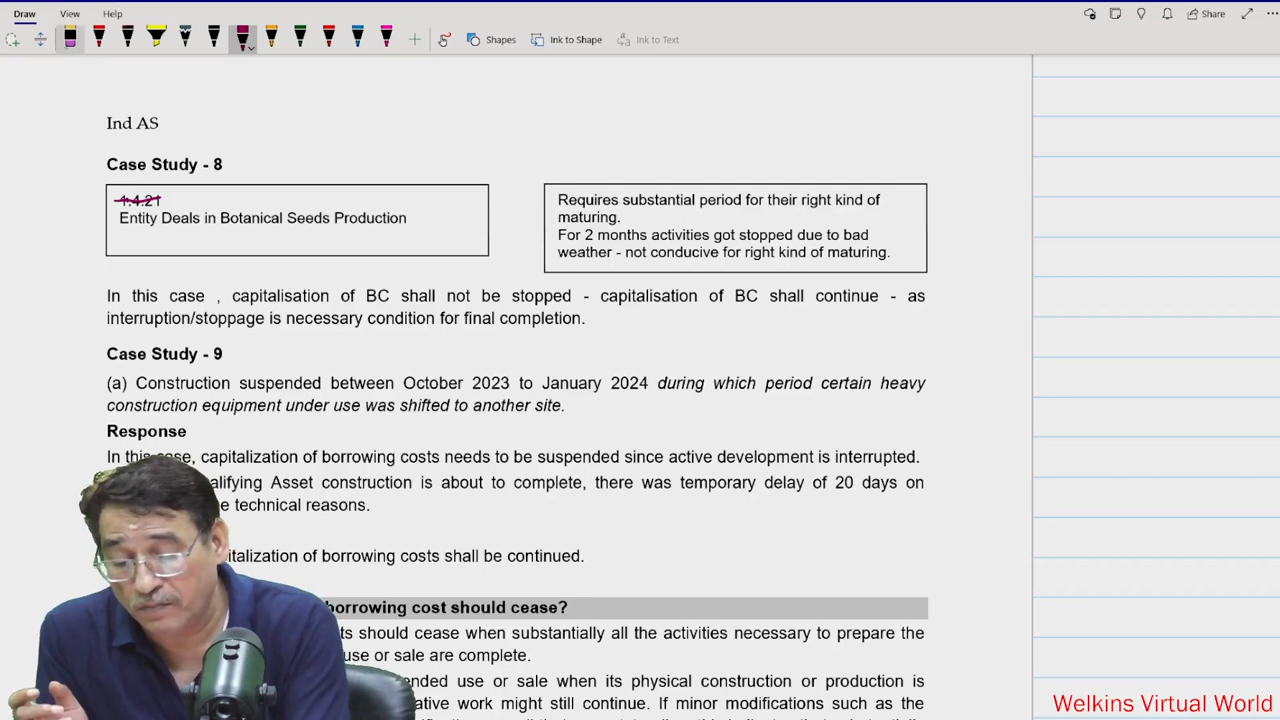 Draw View Help
Share
Shapes Ink to Shape Ink to Text
Ind AS
Case Study - 8
1.4.21
Entity Deals in Botanical Seeds Production
Requires substantial period for their right kind of
maturing.
For 2 months activities got stopped due to bad
weather - not conducive for right kind of maturing.
In this case , capitalisation of BC shall not be stopped - capitalisation of BC shall continue - as
interruption/stoppage is necessary condition for final completion.
Case Study - 9
(a) Construction suspended between October 2023 to January 2024 during which period certain heavy
construction equipment under use was shifted to another site.
Response
In this case, capitalization of borrowing costs needs to be suspended since active development is interrupted.
Asset construction is about to complete, there was temporary delay of 20 days on
technical reasons.
of borrowing costs shall be continued.
borrowing cost should cease?
should cease when substantially all the activities necessary to prepare the
use or sale are complete.
use or sale when its physical construction or production is
work might still continue. If minor modifications such as the
Welkins Virtual World